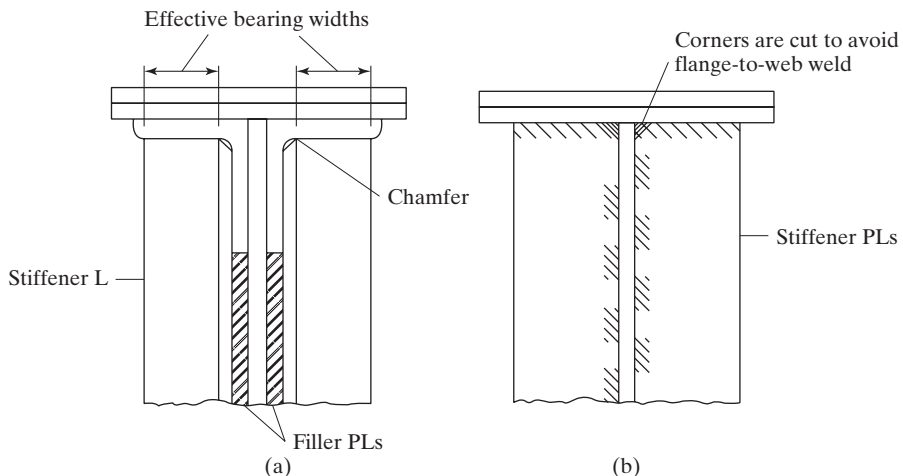 Effective bearing widths
Corners are cut to avoid
flange-to-web weld
Chamfer
Stiffener L
Stiffener PLs
Filler PLs
(a)
(b)